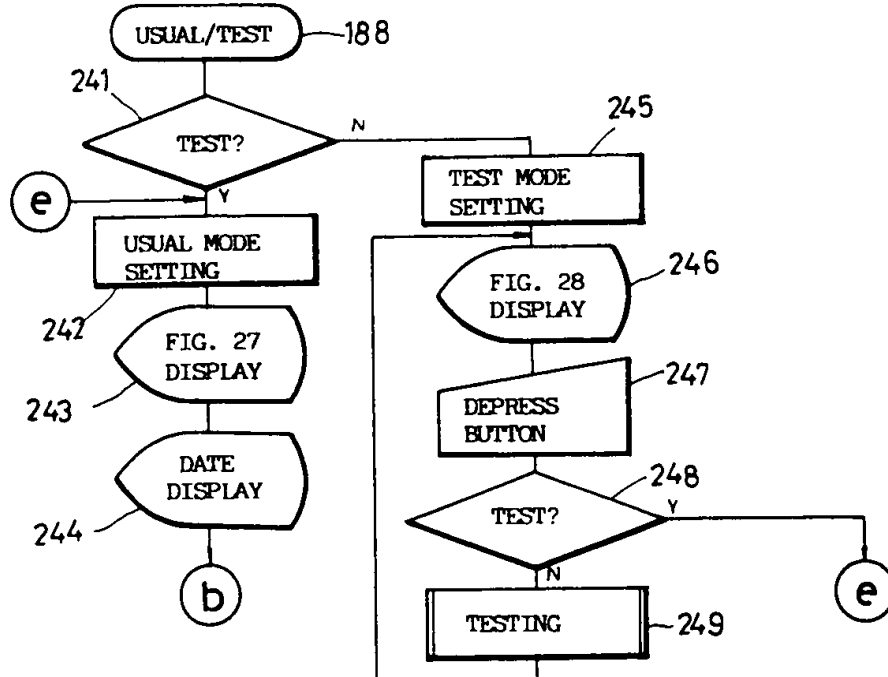 USUAL/TEST
188
241
TEST?
N
Y
e
USUAL MODE
SETTING
242
FIG. 27
DISPLAY
243
DATE
DISPLAY
244
b
245
TEST MODE
SETTING
FIG. 28
DISPLAY
246
DEPRESS
BUTTON
247
TEST?
248
Y
N
e
TESTING
249